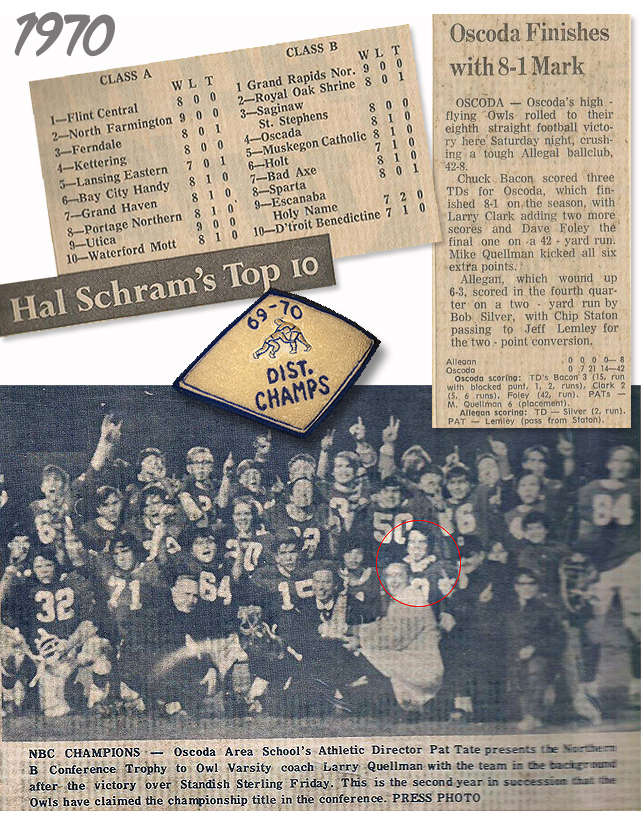 1970
CLASS A
W L T
1—Flint Central 8 0 0
2—North Farmington 9 0 0
3—Ferndale 8 0 1
4—Kettering 8 0 0
5—Lansing Eastern 7 0 1
6—Bay City Handy 8 1 0
7—Grand Haven 8 1 0
8—Portage Northern 8 1 0
9—Utica 9 0 0
10—Waterford Mott 8 1 0
CLASS B
W L T
1 Grand Rapids Nor. 9 0 0
2—Royal Oak Shrine 8 0 1
3—Saginaw
St. Stephens 8 0 0
4—Oscoda
5—Muskegon Catholic
6—Holt
7—Bad Axe
8—Sparta
9—Escanaba
Holy Name 7 2 0
10—D'troit Benedictine 7 1 0
Hal Schram's Top 10
Oscoda Finishes
with 8-1 Mark
OSCODA — Oscoda's high -
flying Owls rolled to their
eighth straight football victo-
ry here Saturday night, crush-
ing a tough Allegal ballclub,
42-8.
Chuck Bacon scored three
TDs for Oscoda, which fin-
ished 8-1 on the season, with
Larry Clark adding two more
scores and Dave Foley the
final one on a 42 - yard run.
Mike Quellman kicked all six
extra points.
Allegan, which wound up
6-3, scored in the fourth quar-
ter on a two - yard run by
Bob Silver, with Chip Staton
passing to Jeff Lemley for
the two - point conversion.
Allegan 0 0 0 0— 8
Oscoda 0 7 21 14—42
Oscoda scoring: TD's Bacon 3 (15, run
with blocked punt, 1, 2, runs), Clark 2
(5, 6 runs), Foley (42, run). PATs —
M. Quellman 6 (placement).
Allegan scoring: TD — Silver (2, run).
PAT — Lemley (pass from Staton).
69-70
DIST.
CHAMPS
50
84
30
64
71
32
15
NBC CHAMPIONS — Oscoda Area School's Athletic Director Pat Tate presents the Northern
B Conference Trophy to Owl Varsity coach Larry Quellman with the team in the background
after the victory over Standish Sterling Friday. This is the second year in succession that the
Owls have claimed the championship title in the conference. PRESS PHOTO